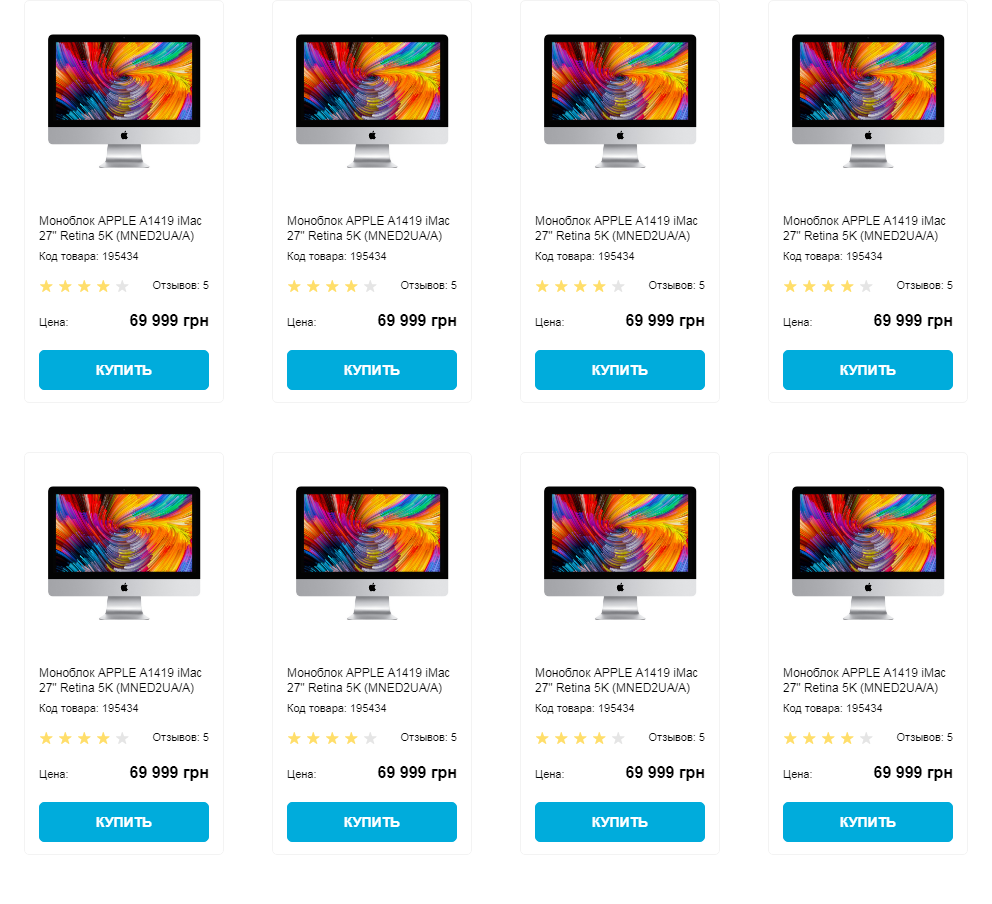 Моноблок APPLE A1419 iMac
27" Retina 5K (MNED2UA/A)
Код товара: 195434
Отзывов: 5
Цена: 69 999 грн
КУПИТЬ
Моноблок APPLE A1419 iMac
27" Retina 5K (MNED2UA/A)
Код товара: 195434
Отзывов: 5
Цена: 69 999 грн
КУПИТЬ
Моноблок APPLE A1419 iMac
27" Retina 5K (MNED2UA/A)
Код товара: 195434
Отзывов: 5
Цена: 69 999 грн
КУПИТЬ
Моноблок APPLE A1419 iMac
27" Retina 5K (MNED2UA/A)
Код товара: 195434
Отзывов: 5
Цена: 69 999 грн
КУПИТЬ
Моноблок APPLE A1419 iMac
27" Retina 5K (MNED2UA/A)
Код товара: 195434
Отзывов: 5
Цена: 69 999 грн
КУПИТЬ
Моноблок APPLE A1419 iMac
27" Retina 5K (MNED2UA/A)
Код товара: 195434
Отзывов: 5
Цена: 69 999 грн
КУПИТЬ
Моноблок APPLE A1419 iMac
27" Retina 5K (MNED2UA/A)
Код товара: 195434
Отзывов: 5
Цена: 69 999 грн
КУПИТЬ
Моноблок APPLE A1419 iMac
27" Retina 5K (MNED2UA/A)
Код товара: 195434
Отзывов: 5
Цена: 69 999 грн
КУПИТЬ